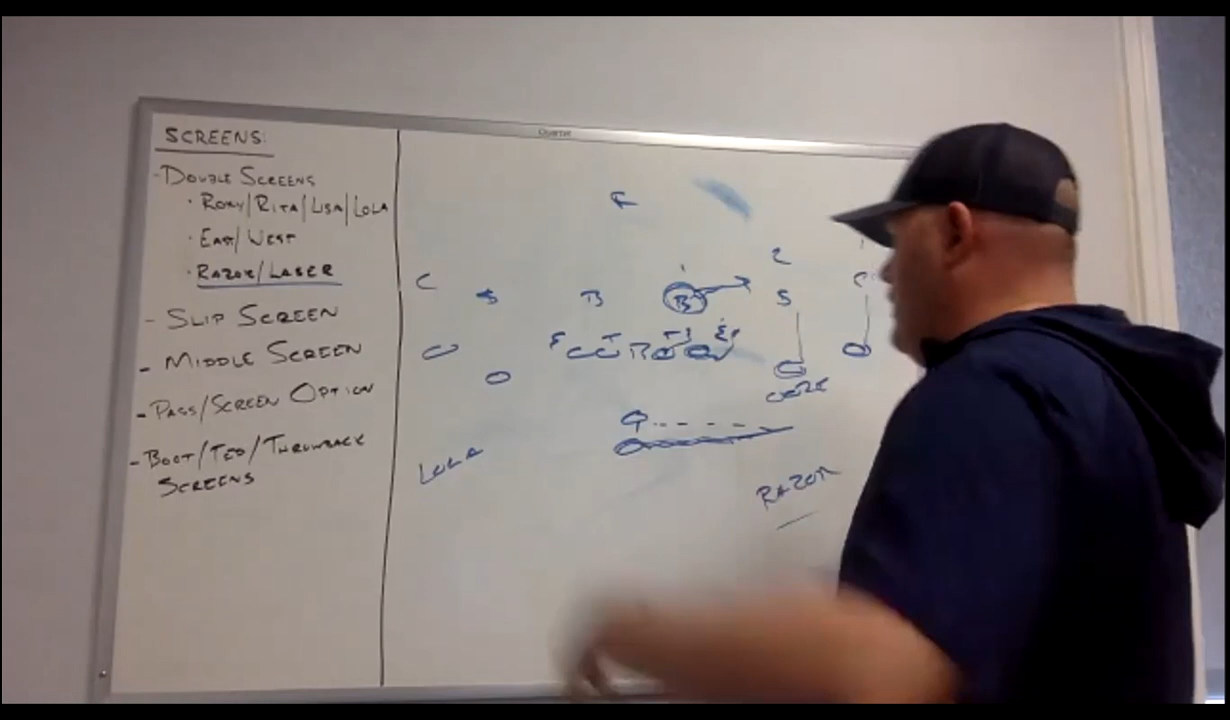 SCREENS:
- DOUBLE SCREENS
· ROXY/RITA/LISA/LOLA
· EAST/WEST
· RAZOR/LASER
- SLIP SCREEN
- MIDDLE SCREEN
- PASS/SCREEN OPTION
- BOOT/TED/THROWBACK
SCREENS
Quartet
F
C
S
B
B
S
C
E
T
T
E
Q
LOLA
RAZOR